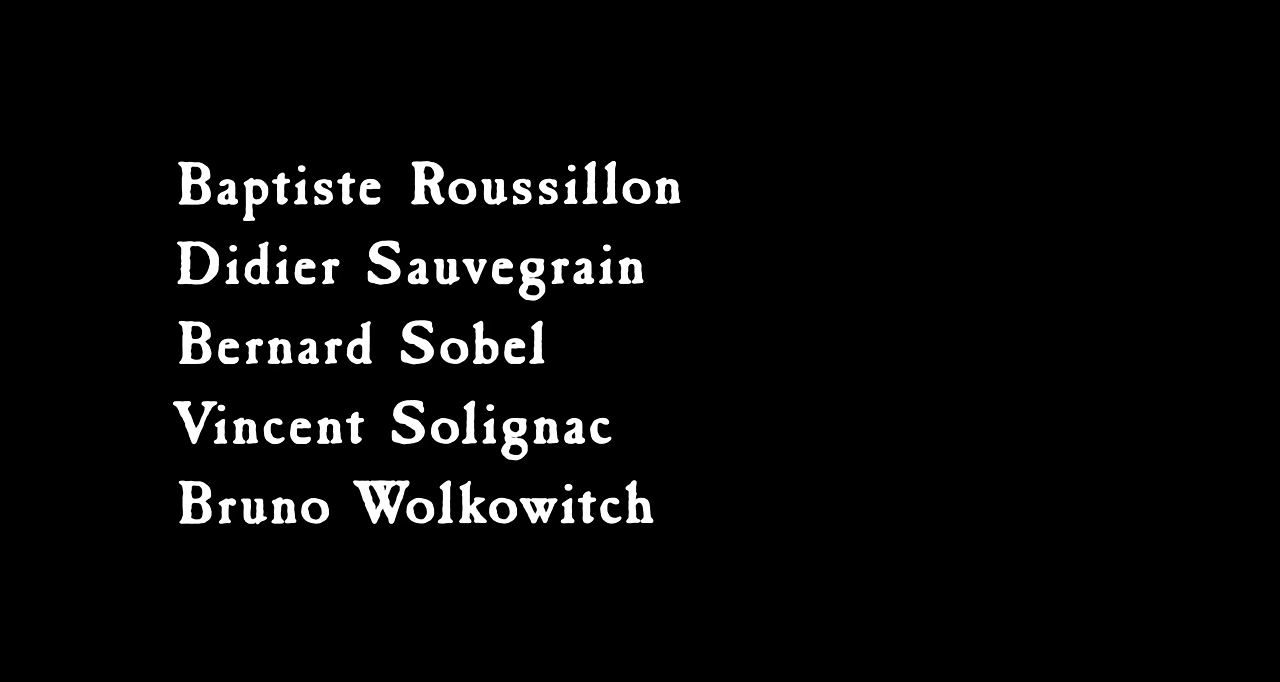 Baptiste Roussillon
Didier Sauvegrain
Bernard Sobel
Vincent Solignac
Bruno Wolkowitch